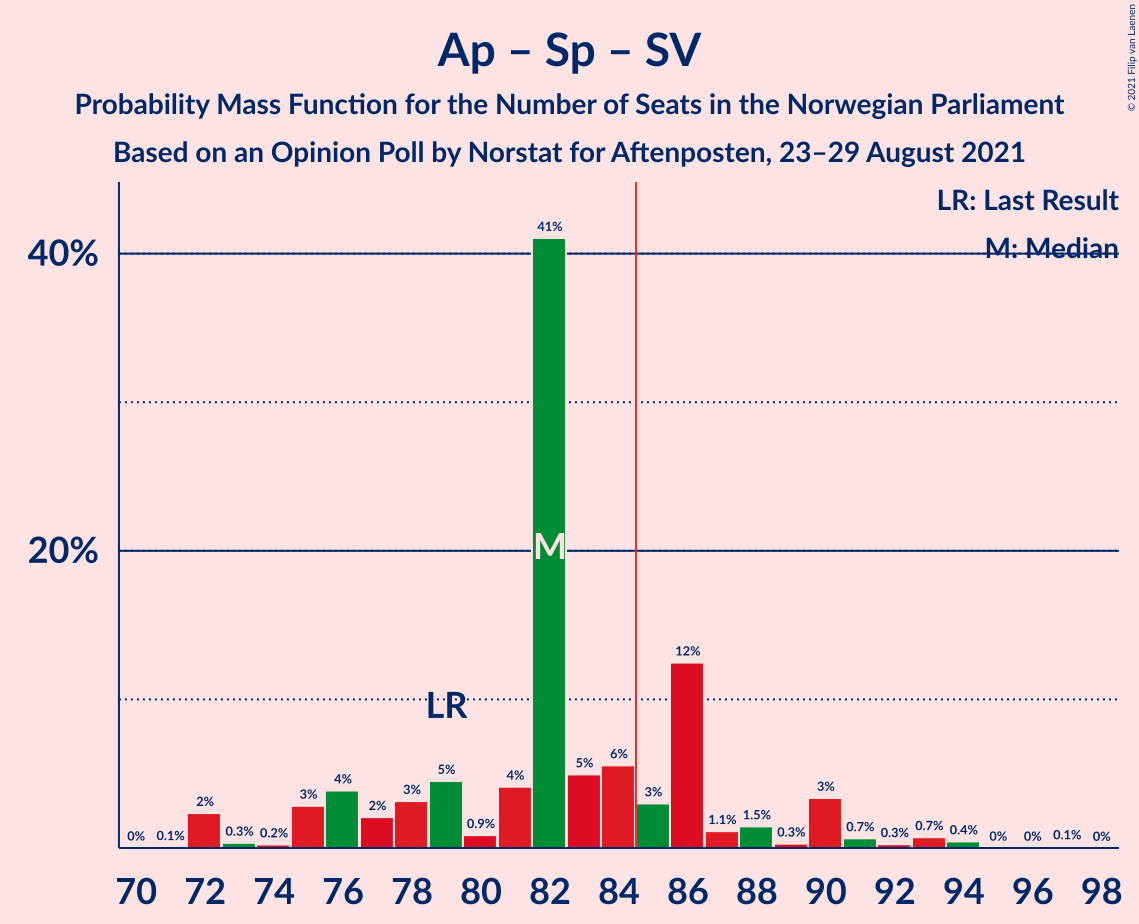 Ap – Sp – SV
Probability Mass Function for the Number of Seats in the Norwegian Parliament
Based on an Opinion Poll by Norstat for Aftenposten, 23–29 August 2021
© 2021 Filip van Laenen
LR: Last Result
M: Median
40%
20%
41%
M
LR
0% 0.1% 2% 0.3% 0.2% 3% 4% 2% 3% 5% 0.9% 4% 5% 6% 3% 12% 1.1% 1.5% 0.3% 3% 0.7% 0.3% 0.7% 0.4% 0% 0% 0.1% 0%
70 72 74 76 78 80 82 84 86 88 90 92 94 96 98